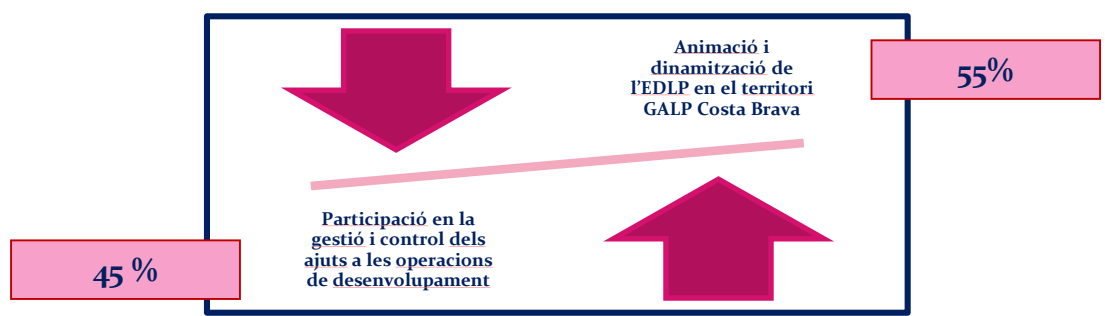 Animació i
dinamització de
l'EDLP en el territori
GALP Costa Brava
55%
Participació en la
gestió i control dels
ajuts a les operacions
de desenvolupament
45 %